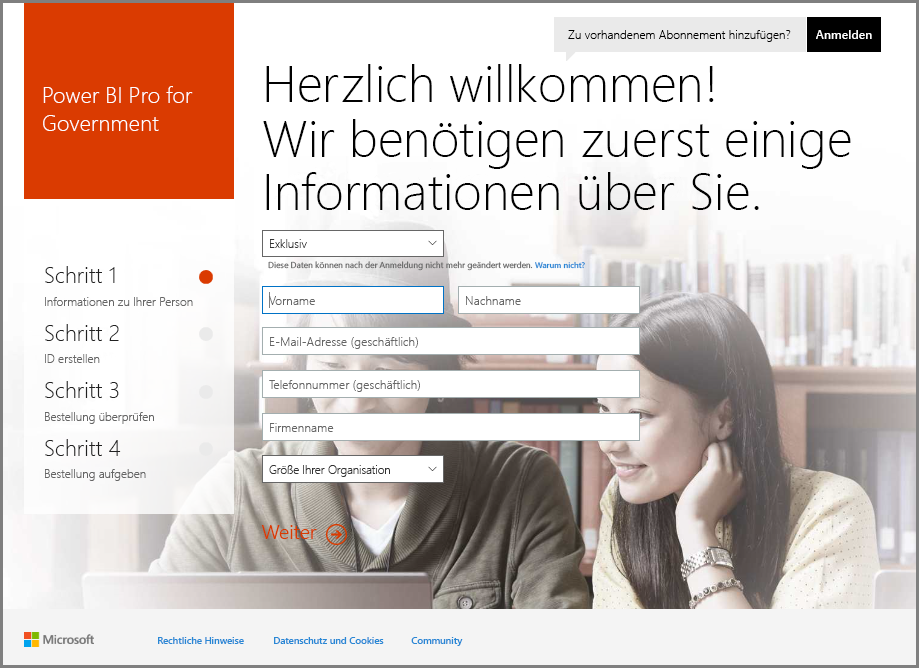 Zu vorhandenem Abonnement hinzufügen?
Anmelden
Power BI Pro for
Government
Herzlich willkommen!
Wir benötigen zuerst einige
Informationen über Sie.
Exklusiv
Diese Daten können nach der Anmeldung nicht mehr geändert werden. Warum nicht?
Vorname
Nachname
E-Mail-Adresse (geschäftlich)
Telefonnummer (geschäftlich)
Firmenname
Größe Ihrer Organisation
Weiter
Schritt 1
Informationen zu Ihrer Person
Schritt 2
ID erstellen
Schritt 3
Bestellung überprüfen
Schritt 4
Bestellung aufgeben
Microsoft
Rechtliche Hinweise
Datenschutz und Cookies
Community